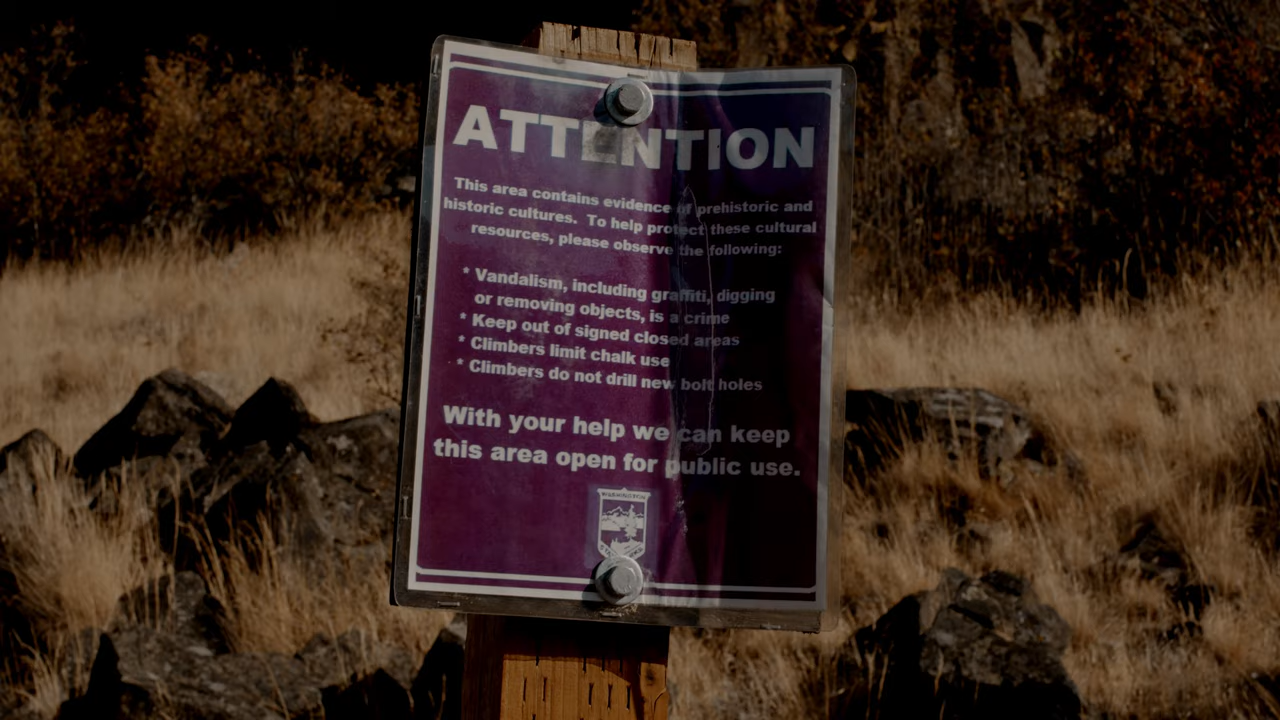 ATTENTION
This area contains evidence of prehistoric and
historic cultures. To help protect these cultural
resources, please observe the following:
* Vandalism, including graffiti, digging
or removing objects, is a crime
* Keep out of signed closed areas
* Climbers limit chalk use
* Climbers do not drill new bolt holes
With your help we can keep
this area open for public use.
WASHINGTON